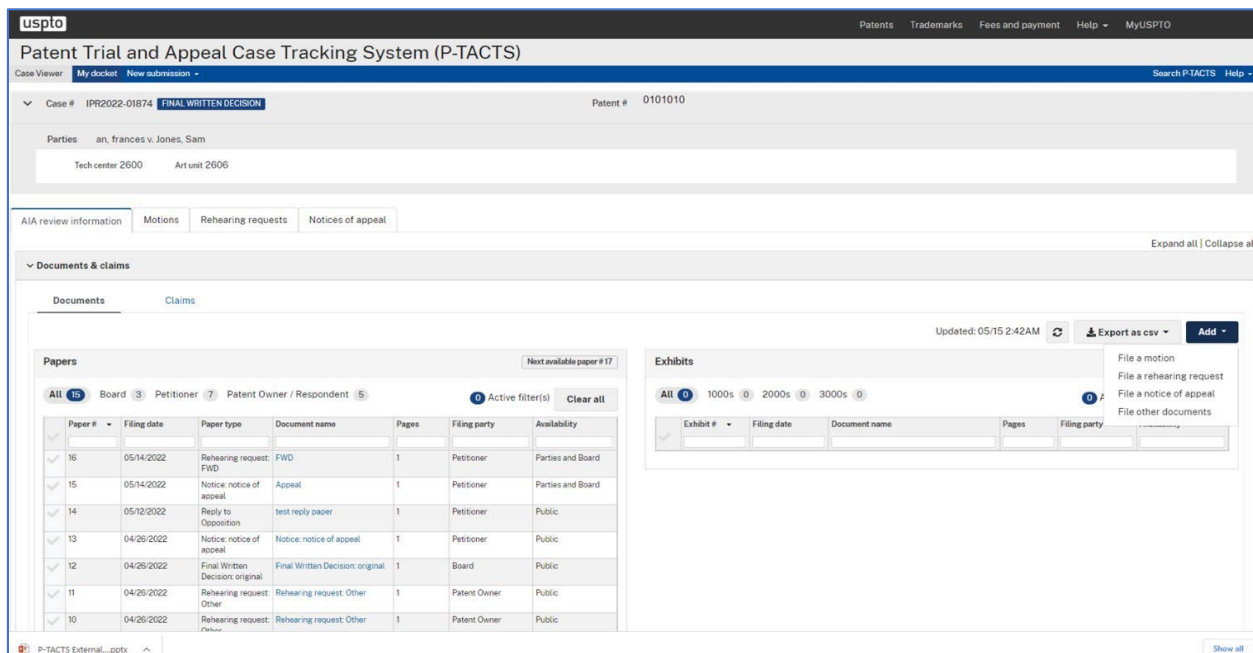 uspto
Patents Trademarks Fees and payment Help MyUSPTO
Patent Trial and Appeal Case Tracking System (P-TACTS)
Case Viewer My docket New submission Search P-TACTS Help
Case # IPR2022-01874 FINAL WRITTEN DECISION Patent # 0101010
Parties an, frances v. Jones, Sam
Tech center 2600 Art unit 2606
AIA review information Motions Rehearing requests Notices of appeal
Expand all | Collapse al
Documents & claims
Documents Claims
Updated: 05/15 2:42AM Export as csv Add
File a motion
File a rehearing request
File a notice of appeal
File other documents
Papers Next available paper # 17
All 15 Board 3 Petitioner 7 Patent Owner / Respondent 5 0 Active filter(s) Clear all
Paper # Filing date Paper type Document name Pages Filing party Availability
16 05/14/2022 Rehearing request: FWD 1 Petitioner Parties and Board
FWD
15 05/14/2022 Notice: notice of Appeal 1 Petitioner Parties and Board
appeal
14 05/12/2022 Reply to test reply paper 1 Petitioner Public
Opposition
13 04/26/2022 Notice: notice of Notice: notice of appeal 1 Petitioner Public
appeal
12 04/26/2022 Final Written Final Written Decision: original 1 Board Public
Decision: original
11 04/26/2022 Rehearing request: Rehearing request: Other 1 Patent Owner Public
Other
10 04/26/2022 Rehearing request: Rehearing request: Other 1 Patent Owner Public
Other
Exhibits
All 0 1000s 0 2000s 0 3000s 0 0 A
Exhibit # Filing date Document name Pages Filing party Availability
P-TACTS External....pptx Show all